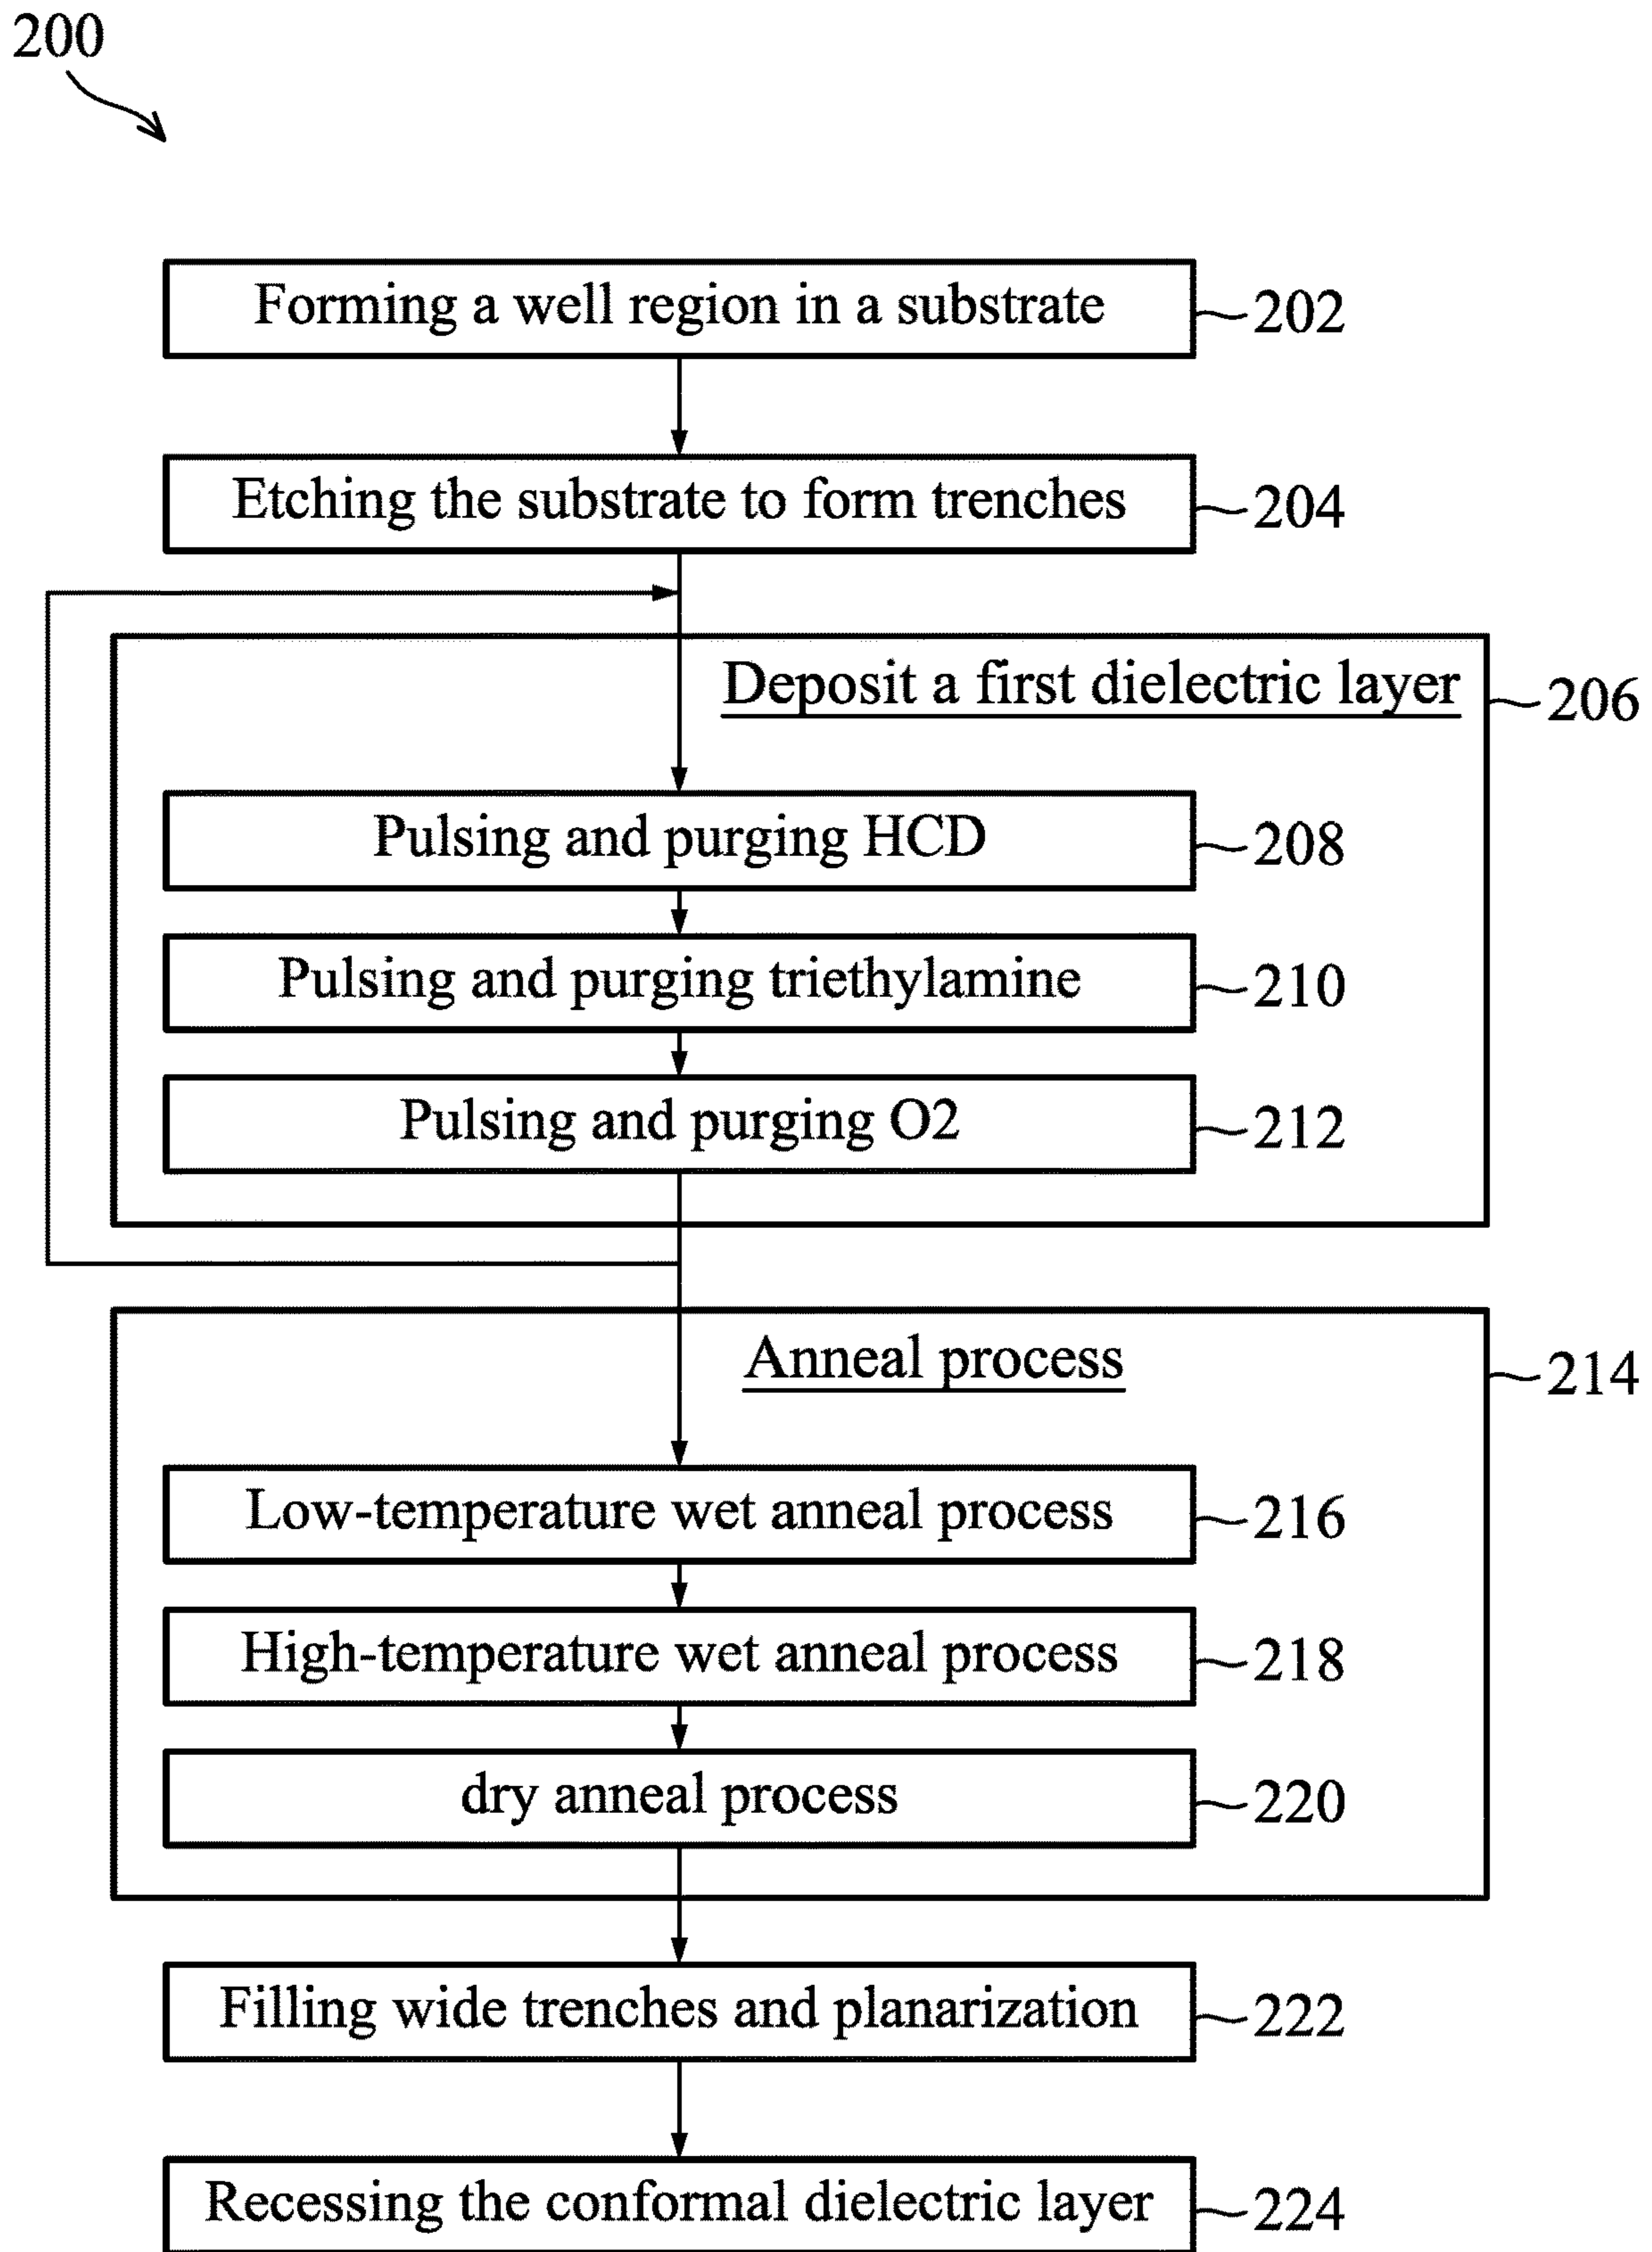 200
Forming a well region in a substrate
202
Etching the substrate to form trenches
204
Deposit a first dielectric layer
206
Pulsing and purging HCD
208
Pulsing and purging triethylamine
210
Pulsing and purging O2
212
Anneal process
214
Low-temperature wet anneal process
216
High-temperature wet anneal process
218
dry anneal process
220
Filling wide trenches and planarization
222
Recessing the conformal dielectric layer
224